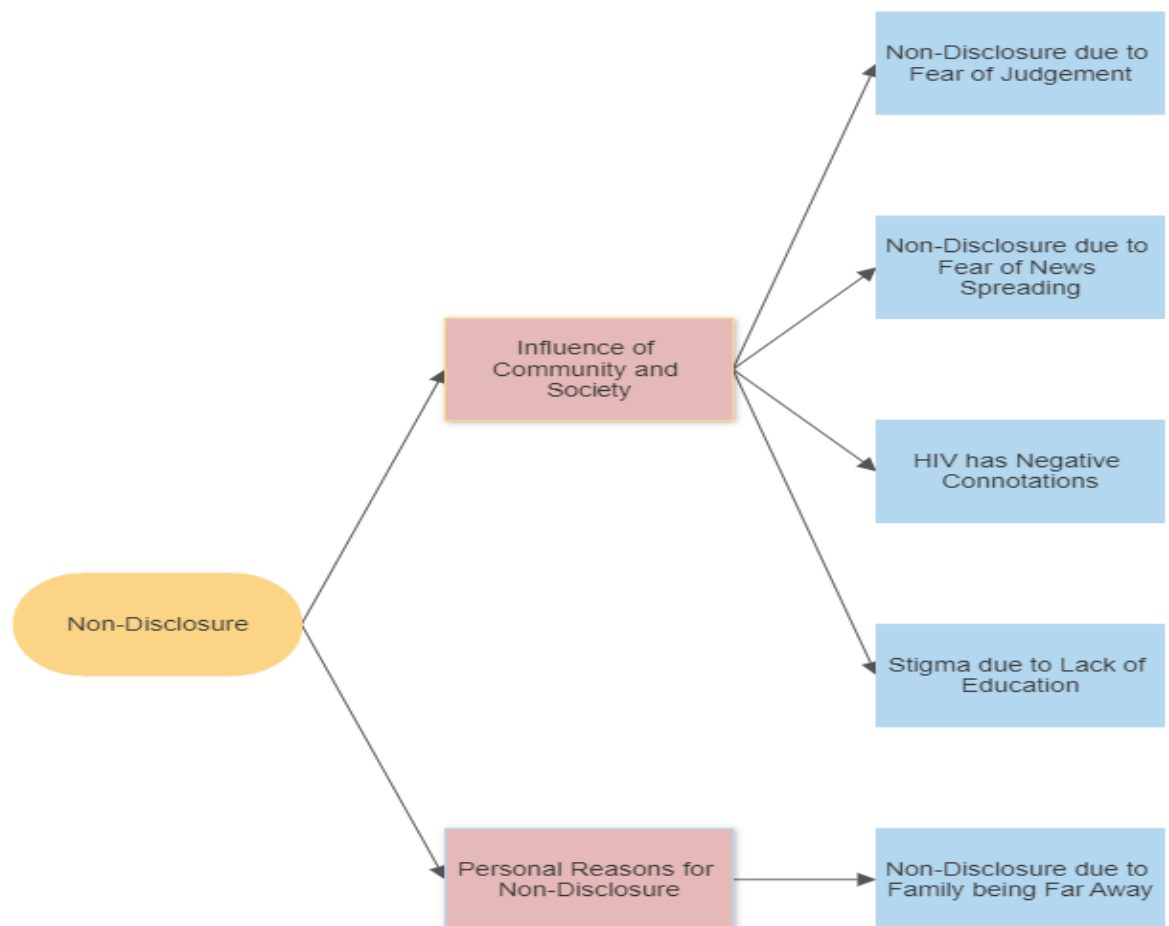 Non-Disclosure due to
Fear of Judgement
Non-Disclosure due to
Fear of News
Spreading
Influence of
Community and
Society
HIV has Negative
Connotations
Non-Disclosure
Stigma due to Lack of
Education
Personal Reasons for
Non-Disclosure
Non-Disclosure due to
Family being Far Away